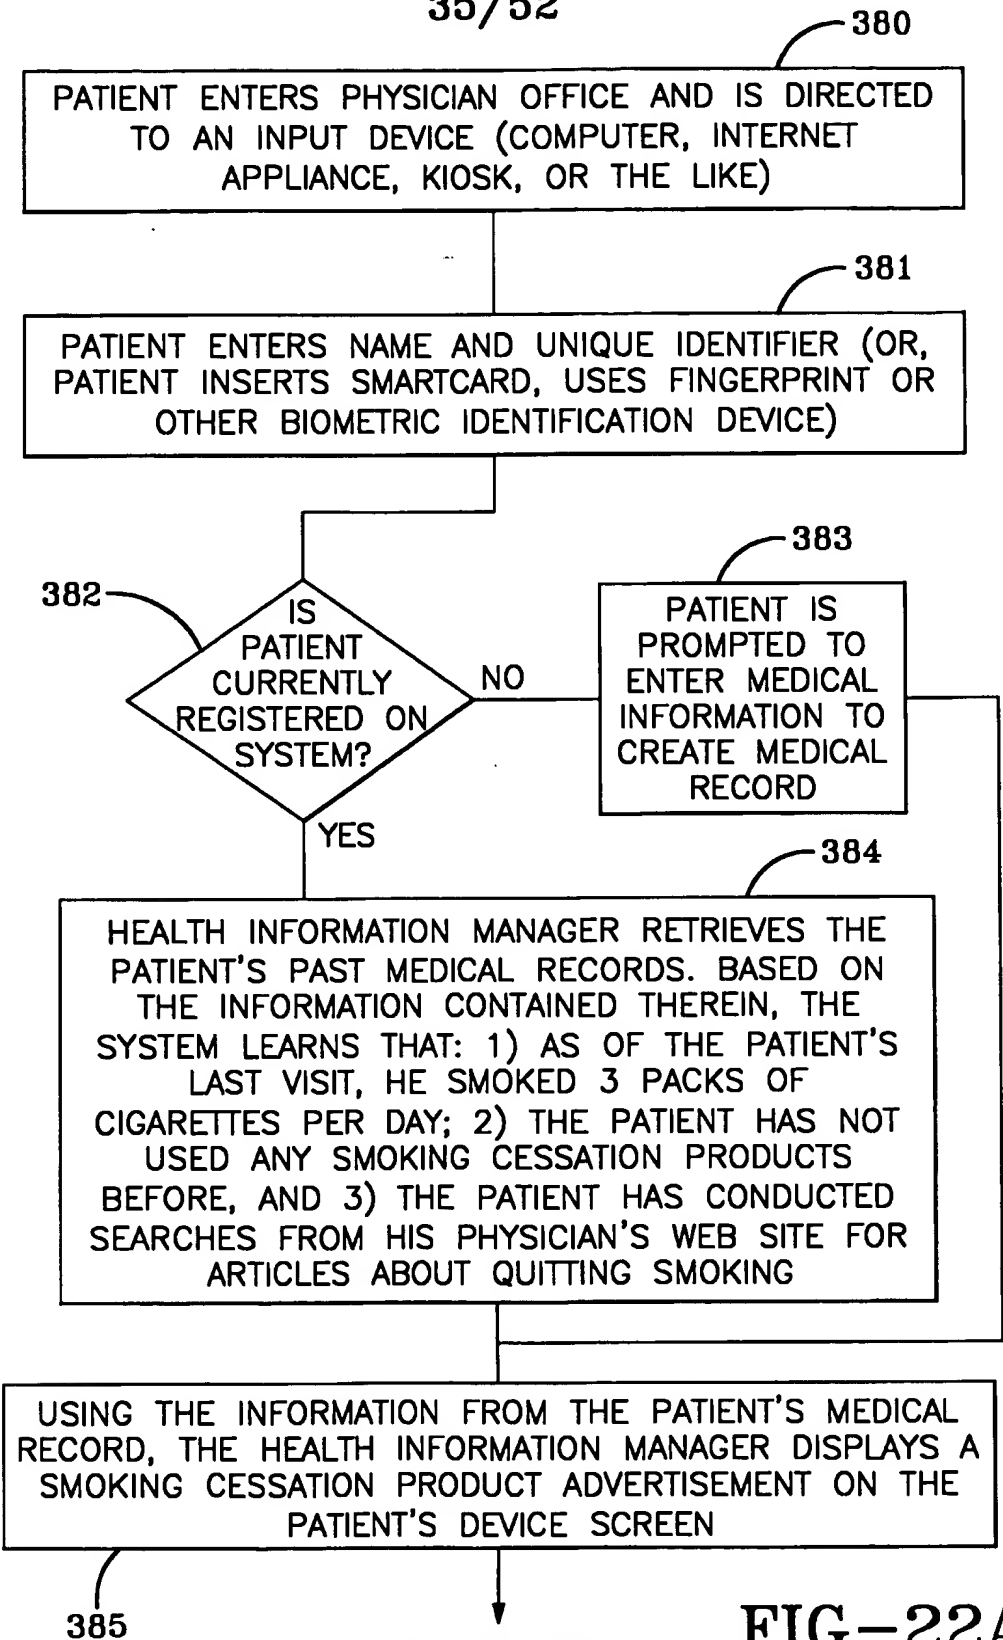 35/52
380
PATIENT ENTERS PHYSICIAN OFFICE AND IS DIRECTED
TO AN INPUT DEVICE (COMPUTER, INTERNET
APPLIANCE, KIOSK, OR THE LIKE)
381
PATIENT ENTERS NAME AND UNIQUE IDENTIFIER (OR,
PATIENT INSERTS SMARTCARD, USES FINGERPRINT OR
OTHER BIOMETRIC IDENTIFICATION DEVICE)
382
IS
PATIENT
CURRENTLY
REGISTERED ON
SYSTEM?
NO
383
PATIENT IS
PROMPTED TO
ENTER MEDICAL
INFORMATION TO
CREATE MEDICAL
RECORD
YES
384
HEALTH INFORMATION MANAGER RETRIEVES THE
PATIENT'S PAST MEDICAL RECORDS. BASED ON
THE INFORMATION CONTAINED THEREIN, THE
SYSTEM LEARNS THAT: 1) AS OF THE PATIENT'S
LAST VISIT, HE SMOKED 3 PACKS OF
CIGARETTES PER DAY; 2) THE PATIENT HAS NOT
USED ANY SMOKING CESSATION PRODUCTS
BEFORE, AND 3) THE PATIENT HAS CONDUCTED
SEARCHES FROM HIS PHYSICIAN'S WEB SITE FOR
ARTICLES ABOUT QUITTING SMOKING
USING THE INFORMATION FROM THE PATIENT'S MEDICAL
RECORD, THE HEALTH INFORMATION MANAGER DISPLAYS A
SMOKING CESSATION PRODUCT ADVERTISEMENT ON THE
PATIENT'S DEVICE SCREEN
385
FIG-22A